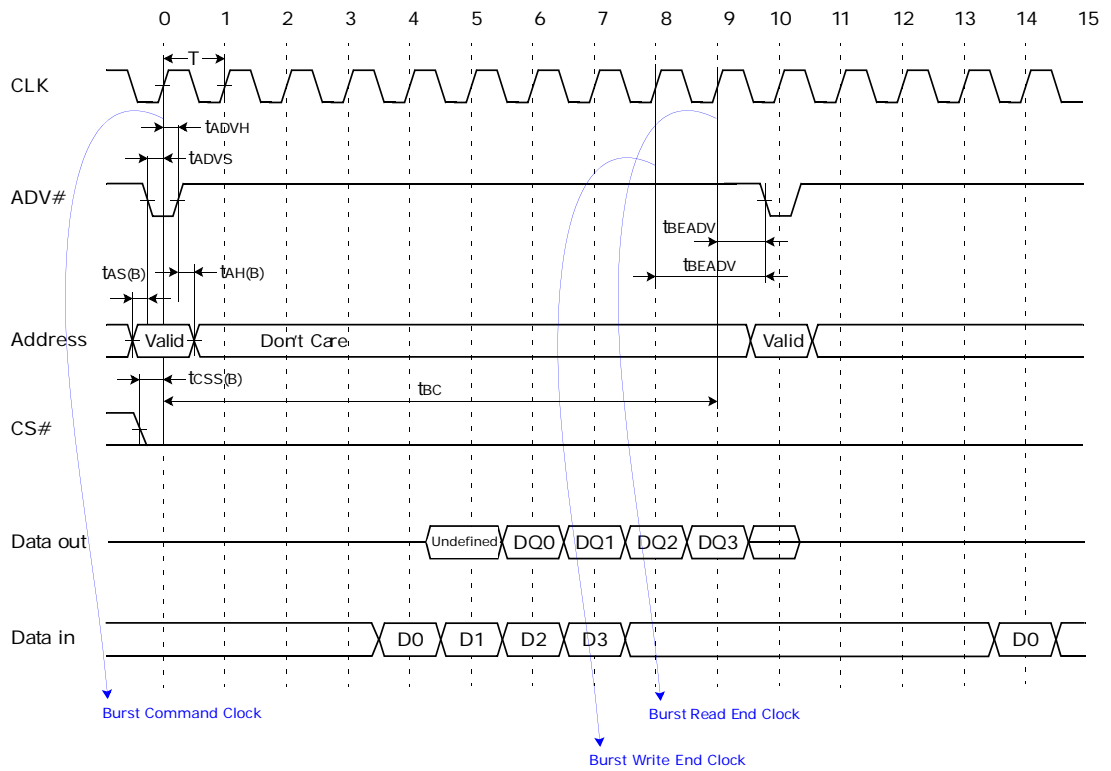 0 1 2 3 4 5 6 7 8 9 10 11 12 13 14 15
T
CLK
tADVH
tADVS
ADV#
tBEADV
tBEADV
tAS(B) tAH(B)
Address Valid Don't Care Valid
tCSS(B)
tBC
CS#
Data out Undefined DQ0 DQ1 DQ2 DQ3
Data in D0 D1 D2 D3 D0
Burst Command Clock
Burst Read End Clock
Burst Write End Clock